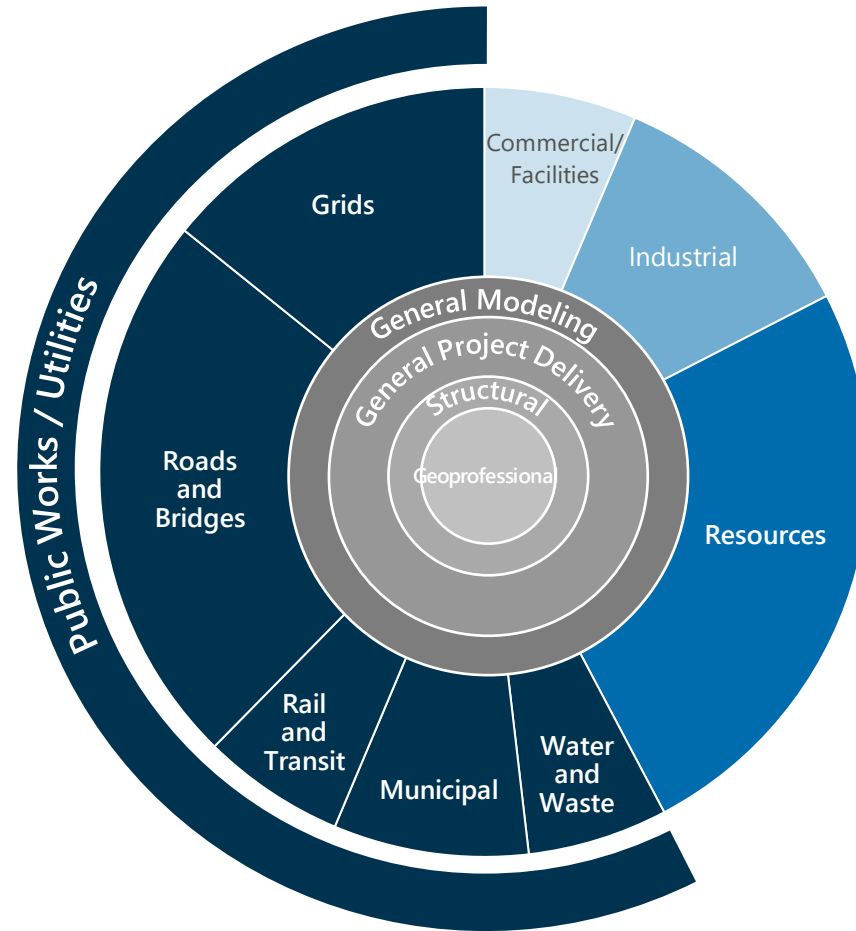 Public Works / Utilities
Grids
Commercial/
Facilities
Industrial
Resources
Water
and
Waste
Municipal
Rail
and
Transit
Roads
and
Bridges
General Modeling
General Project Delivery
Structural
Geoprofessional